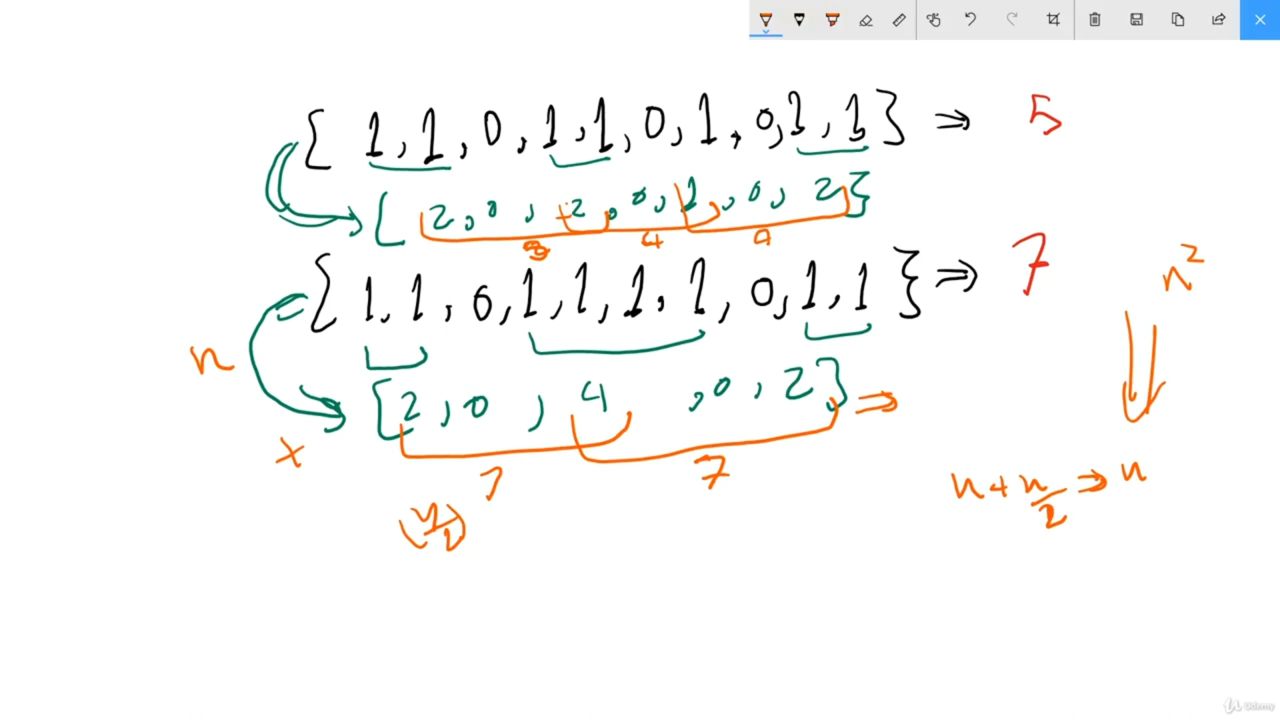 { 1, 1, 0, 1, 1, 0, 1, 0, 1, 1 } ⇒ 5
{ 2, 0, 2, 0, 1, 0, 2 }
4
{ 1, 1, 0, 1, 1, 1, 1, 0, 1, 1 } ⇒ 7
n²
n
{ 2, 0, 4, 0, 2 } ⇒
7
n + n/2 ⇒ n
(n/2)
Udemy